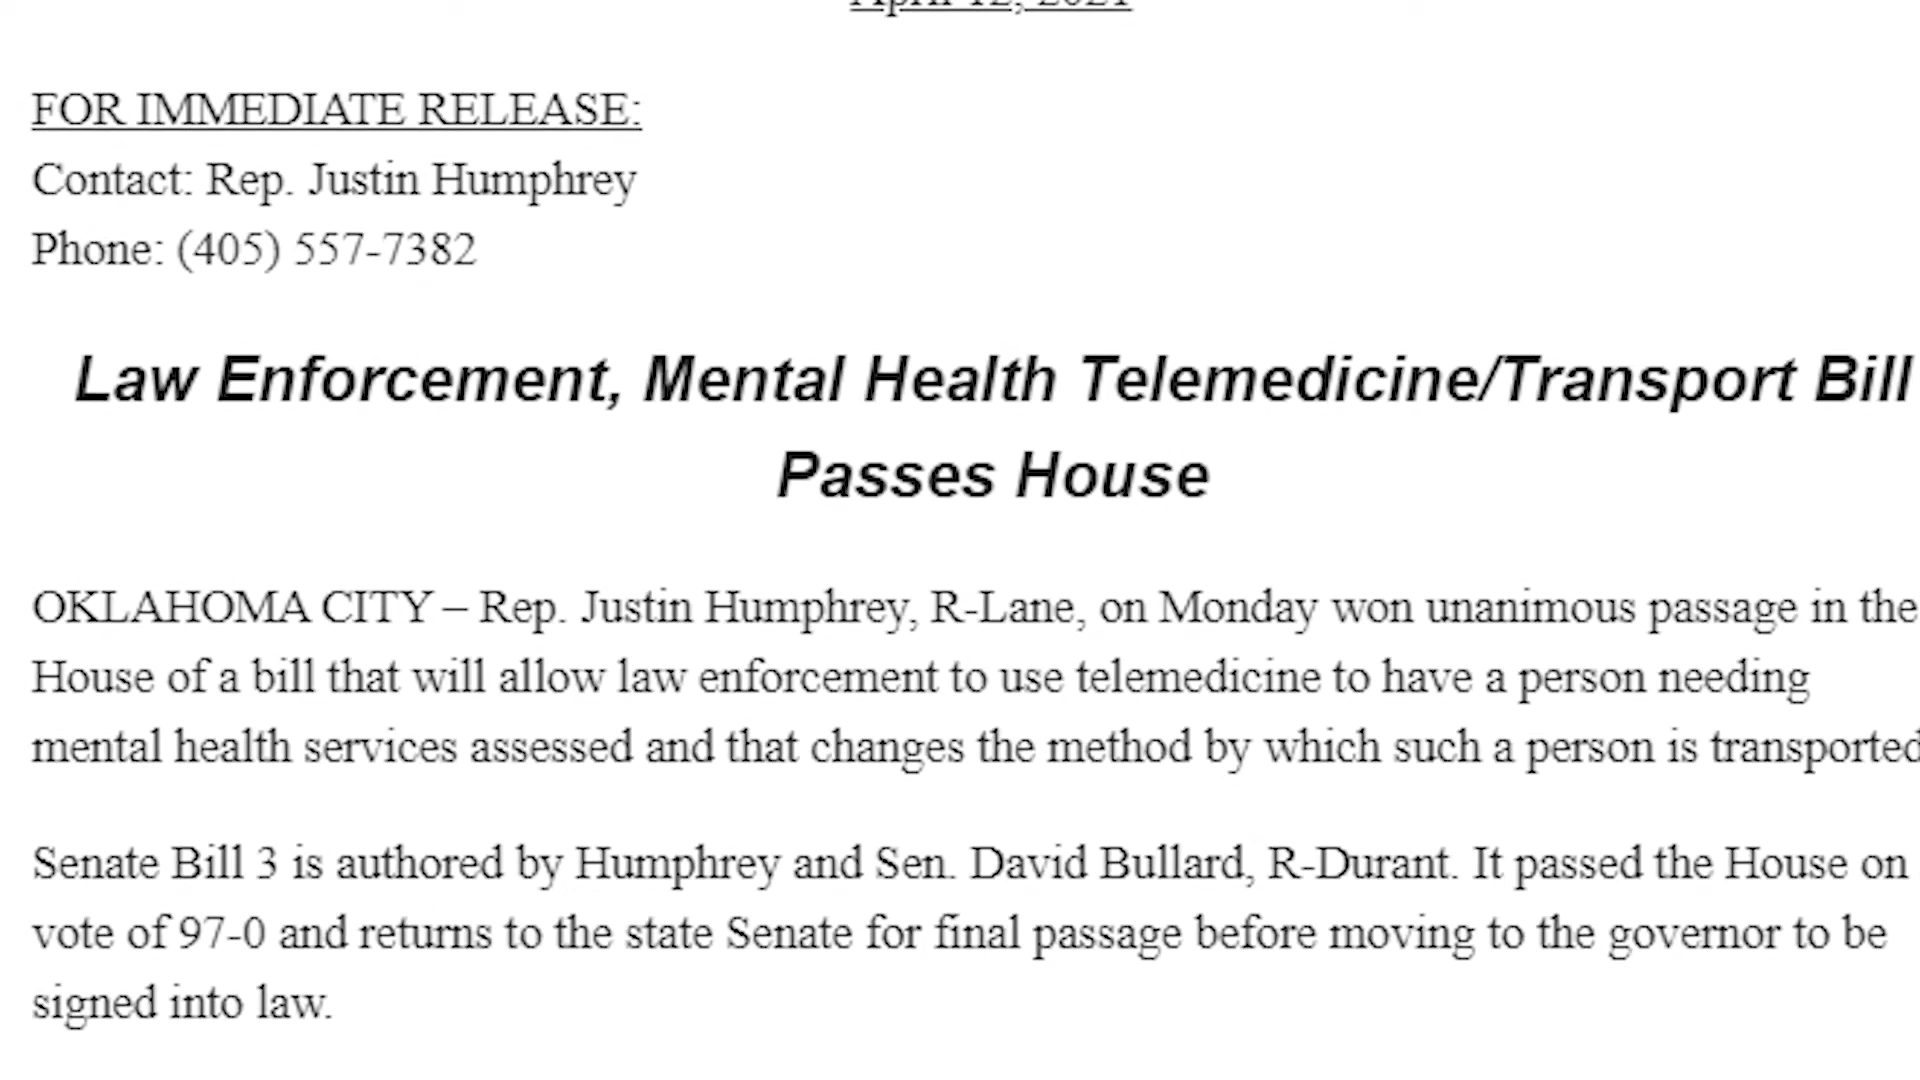 April 12, 2021
FOR IMMEDIATE RELEASE:
Contact: Rep. Justin Humphrey
Phone: (405) 557-7382
Law Enforcement, Mental Health Telemedicine/Transport Bill
Passes House
OKLAHOMA CITY – Rep. Justin Humphrey, R-Lane, on Monday won unanimous passage in the
House of a bill that will allow law enforcement to use telemedicine to have a person needing
mental health services assessed and that changes the method by which such a person is transported
Senate Bill 3 is authored by Humphrey and Sen. David Bullard, R-Durant. It passed the House on
vote of 97-0 and returns to the state Senate for final passage before moving to the governor to be
signed into law.